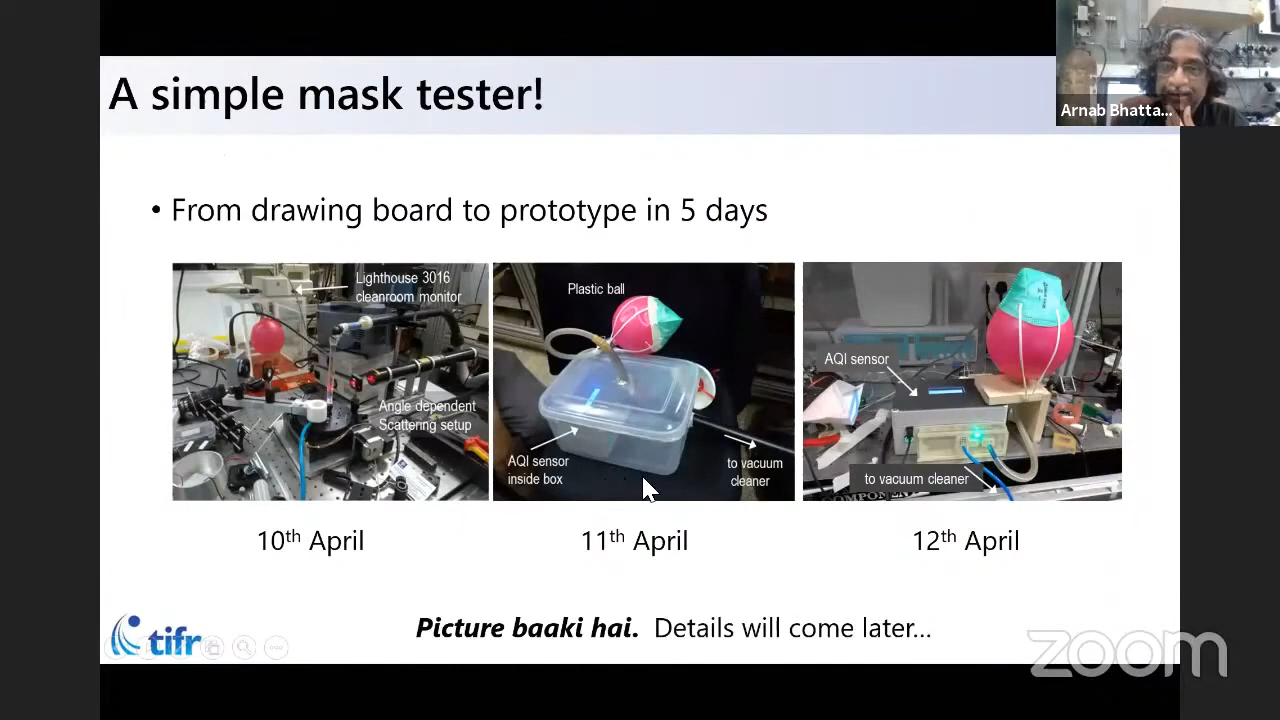 A simple mask tester!
Arnab Bhatta...
• From drawing board to prototype in 5 days
Lighthouse 3016
cleanroom monitor
Angle dependent
Scattering setup
Plastic ball
AQI sensor
inside box
to vacuum
cleaner
AQI sensor
to vacuum cleaner
COMPONENT
10th April
11th April
12th April
Picture baaki hai. Details will come later...
tifr
zoom